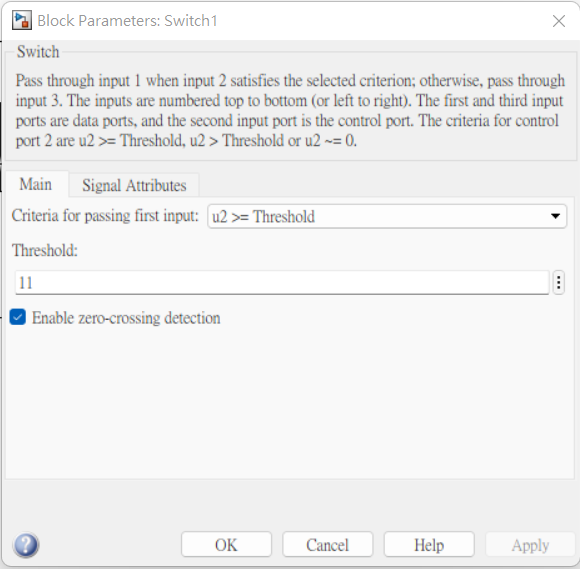 Block Parameters: Switch1
Switch
Pass through input 1 when input 2 satisfies the selected criterion; otherwise, pass through
input 3. The inputs are numbered top to bottom (or left to right). The first and third input
ports are data ports, and the second input port is the control port. The criteria for control
port 2 are u2 >= Threshold, u2 > Threshold or u2 ~= 0.
Main Signal Attributes
Criteria for passing first input: u2 >= Threshold
Threshold:
11
Enable zero-crossing detection
OK Cancel Help Apply